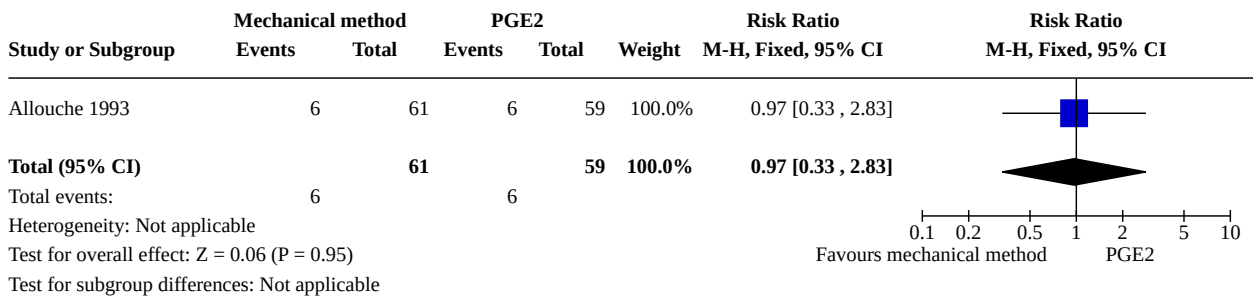 Mechanical method PGE2 Risk Ratio Risk Ratio
Study or Subgroup Events Total Events Total Weight M-H, Fixed, 95% CI M-H, Fixed, 95% CI
Allouche 1993 6 61 6 59 100.0% 0.97 [0.33 , 2.83]
Total (95% CI) 61 59 100.0% 0.97 [0.33 , 2.83]
Total events: 6 6
Heterogeneity: Not applicable
0.1 0.2 0.5 1 2 5 10
Test for overall effect: Z = 0.06 (P = 0.95) Favours mechanical method PGE2
Test for subgroup differences: Not applicable